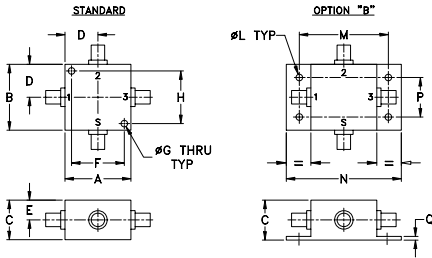 STANDARD
D
D
B
2
1
3
S
H
F
A
øG THRU
TYP
C
E
OPTION "B"
øL TYP
M
2
1
3
S
P
=
=
N
C
Q